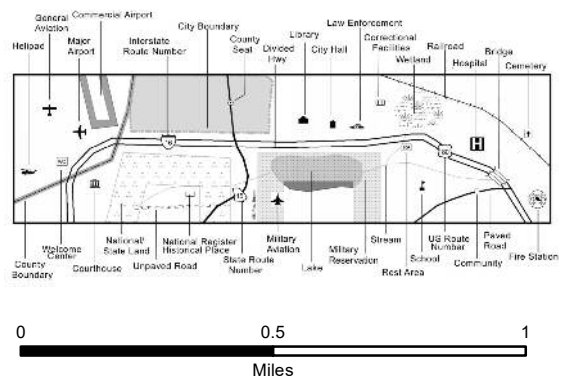 General Aviation
Commercial Airport
City Boundary
County Seal
Law Enforcement
Helipad
Major Airport
Interstate Route Number
Divided Hwy
Library
City Hall
Correctional Facilities
Wetland
Railroad
Hospital
Bridge
Cemetery
16
H
County Boundary
Welcome Center
Courthouse
National/ State Land
Unpaved Road
National Register Historical Place
State Route Number
Military Aviation
Lake
Military Reservation
Stream
Rest Area
School
US Route Number
Community
Paved Road
Fire Station
0
0.5
1
Miles